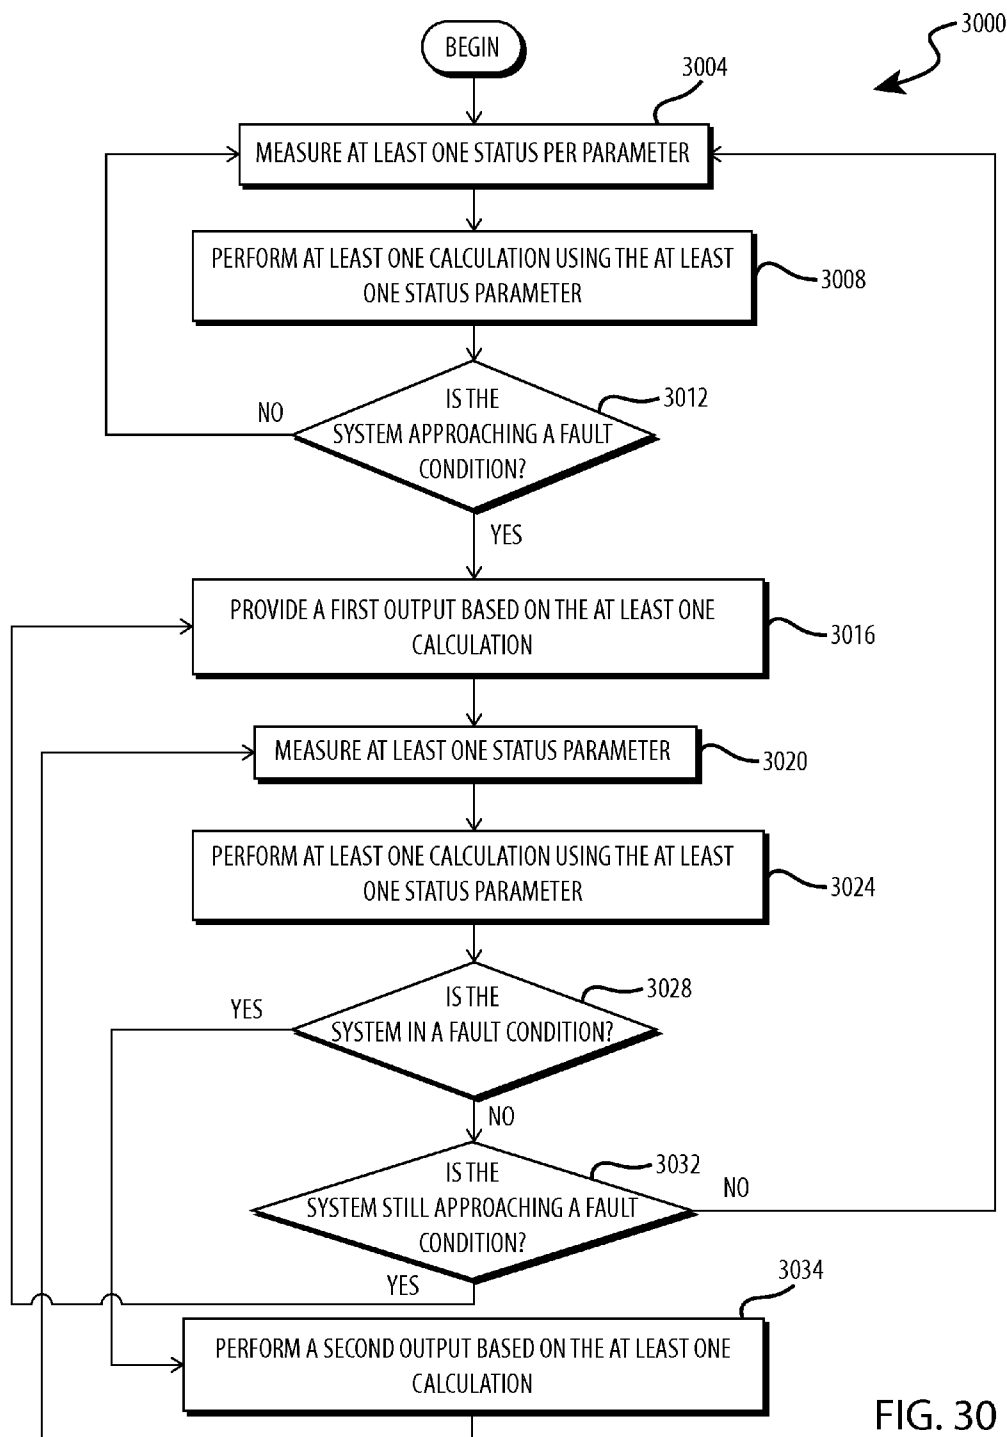 3000
BEGIN
3004
MEASURE AT LEAST ONE STATUS PER PARAMETER
PERFORM AT LEAST ONE CALCULATION USING THE AT LEAST
ONE STATUS PARAMETER
3008
IS THE
SYSTEM APPROACHING A FAULT
CONDITION?
3012
NO
YES
PROVIDE A FIRST OUTPUT BASED ON THE AT LEAST ONE
CALCULATION
3016
MEASURE AT LEAST ONE STATUS PARAMETER
3020
PERFORM AT LEAST ONE CALCULATION USING THE AT LEAST
ONE STATUS PARAMETER
3024
IS THE
SYSTEM IN A FAULT CONDITION?
3028
YES
NO
IS THE
SYSTEM STILL APPROACHING A FAULT
CONDITION?
3032
NO
YES
3034
PERFORM A SECOND OUTPUT BASED ON THE AT LEAST ONE
CALCULATION
FIG. 30